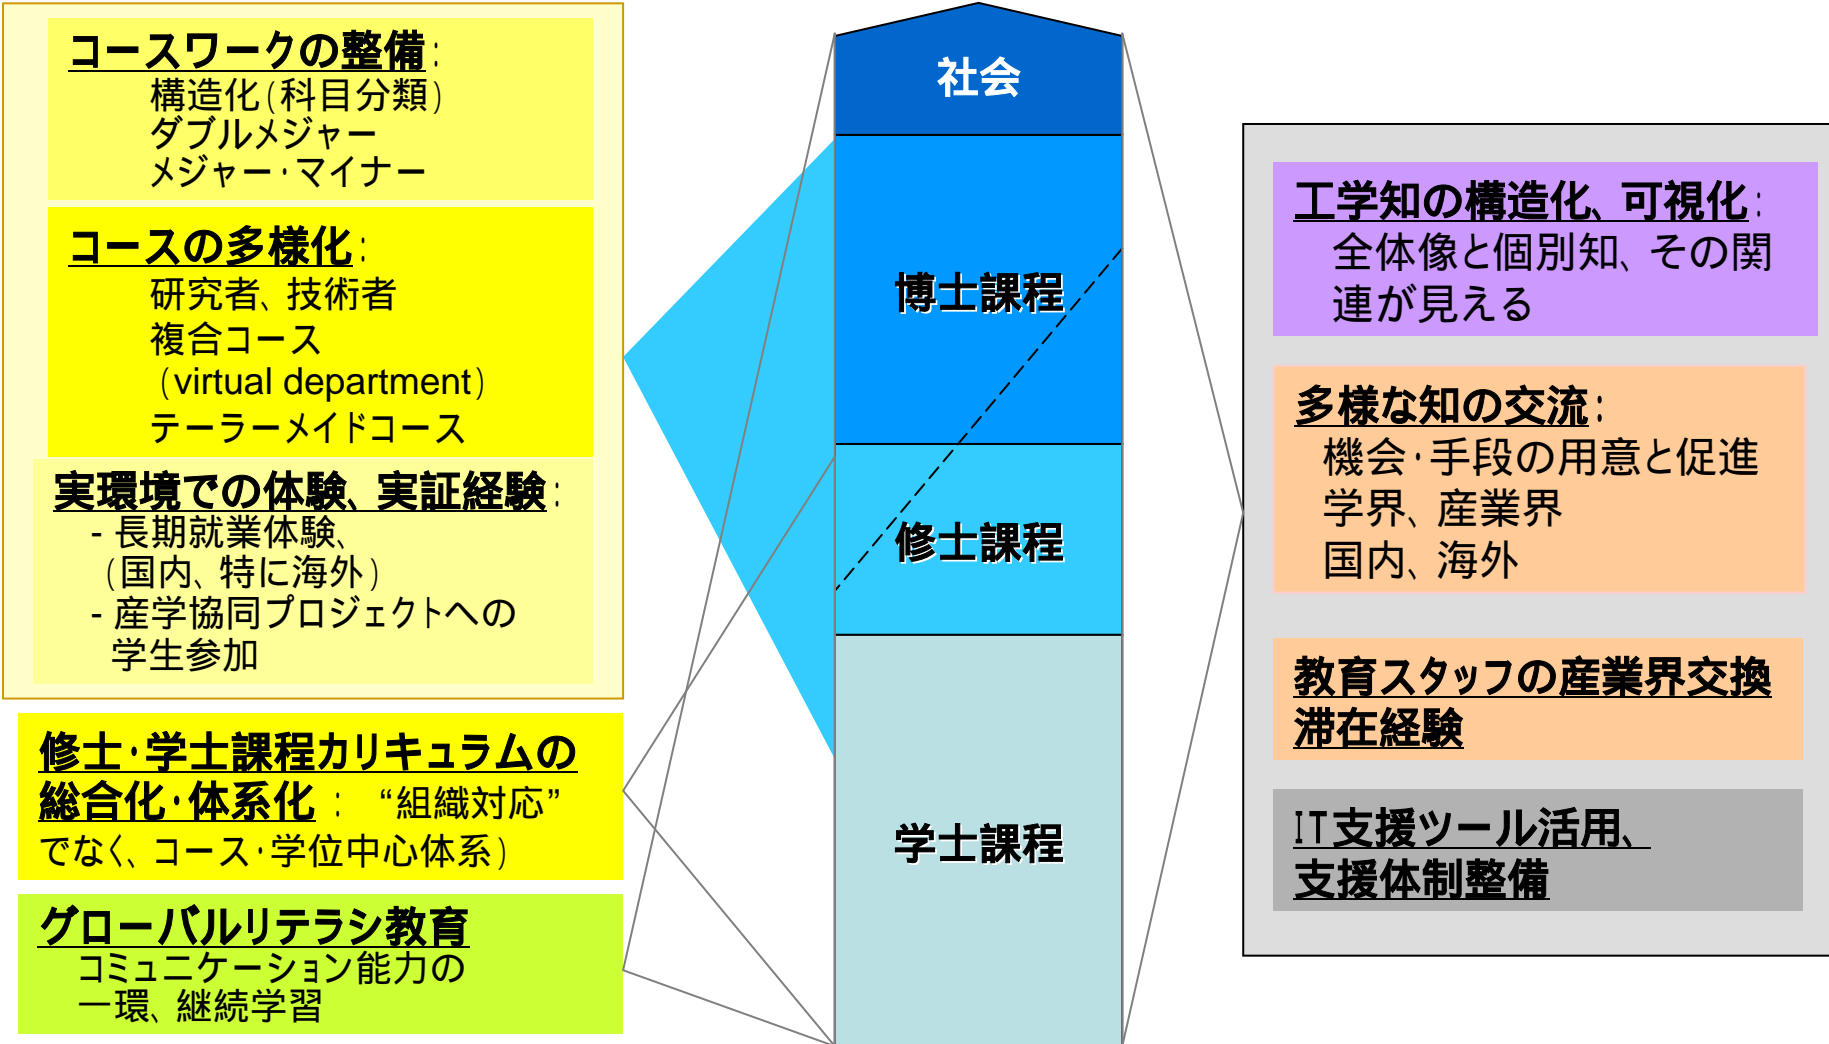 コースワークの整備：
構造化（科目分類）
ダブルメジャー
メジャー・マイナー
コースの多様化：
研究者、技術者
複合コース
（virtual department）
テーラーメイドコース
実環境での体験、実証経験：
- 長期就業体験、
（国内、特に海外）
- 産学協同プロジェクトへの
学生参加
修士・学士課程カリキュラムの
総合化・体系化 ： “組織対応”
でなく、コース・学位中心体系）
グローバルリテラシ教育
コミュニケーション能力の
一環、継続学習
社会
博士課程
修士課程
学士課程
工学知の構造化、可視化：
全体像と個別知、その関
連が見える
多様な知の交流：
機会・手段の用意と促進
学界、産業界
国内、海外
教育スタッフの産業界交換
滞在経験
IT支援ツール活用、
支援体制整備